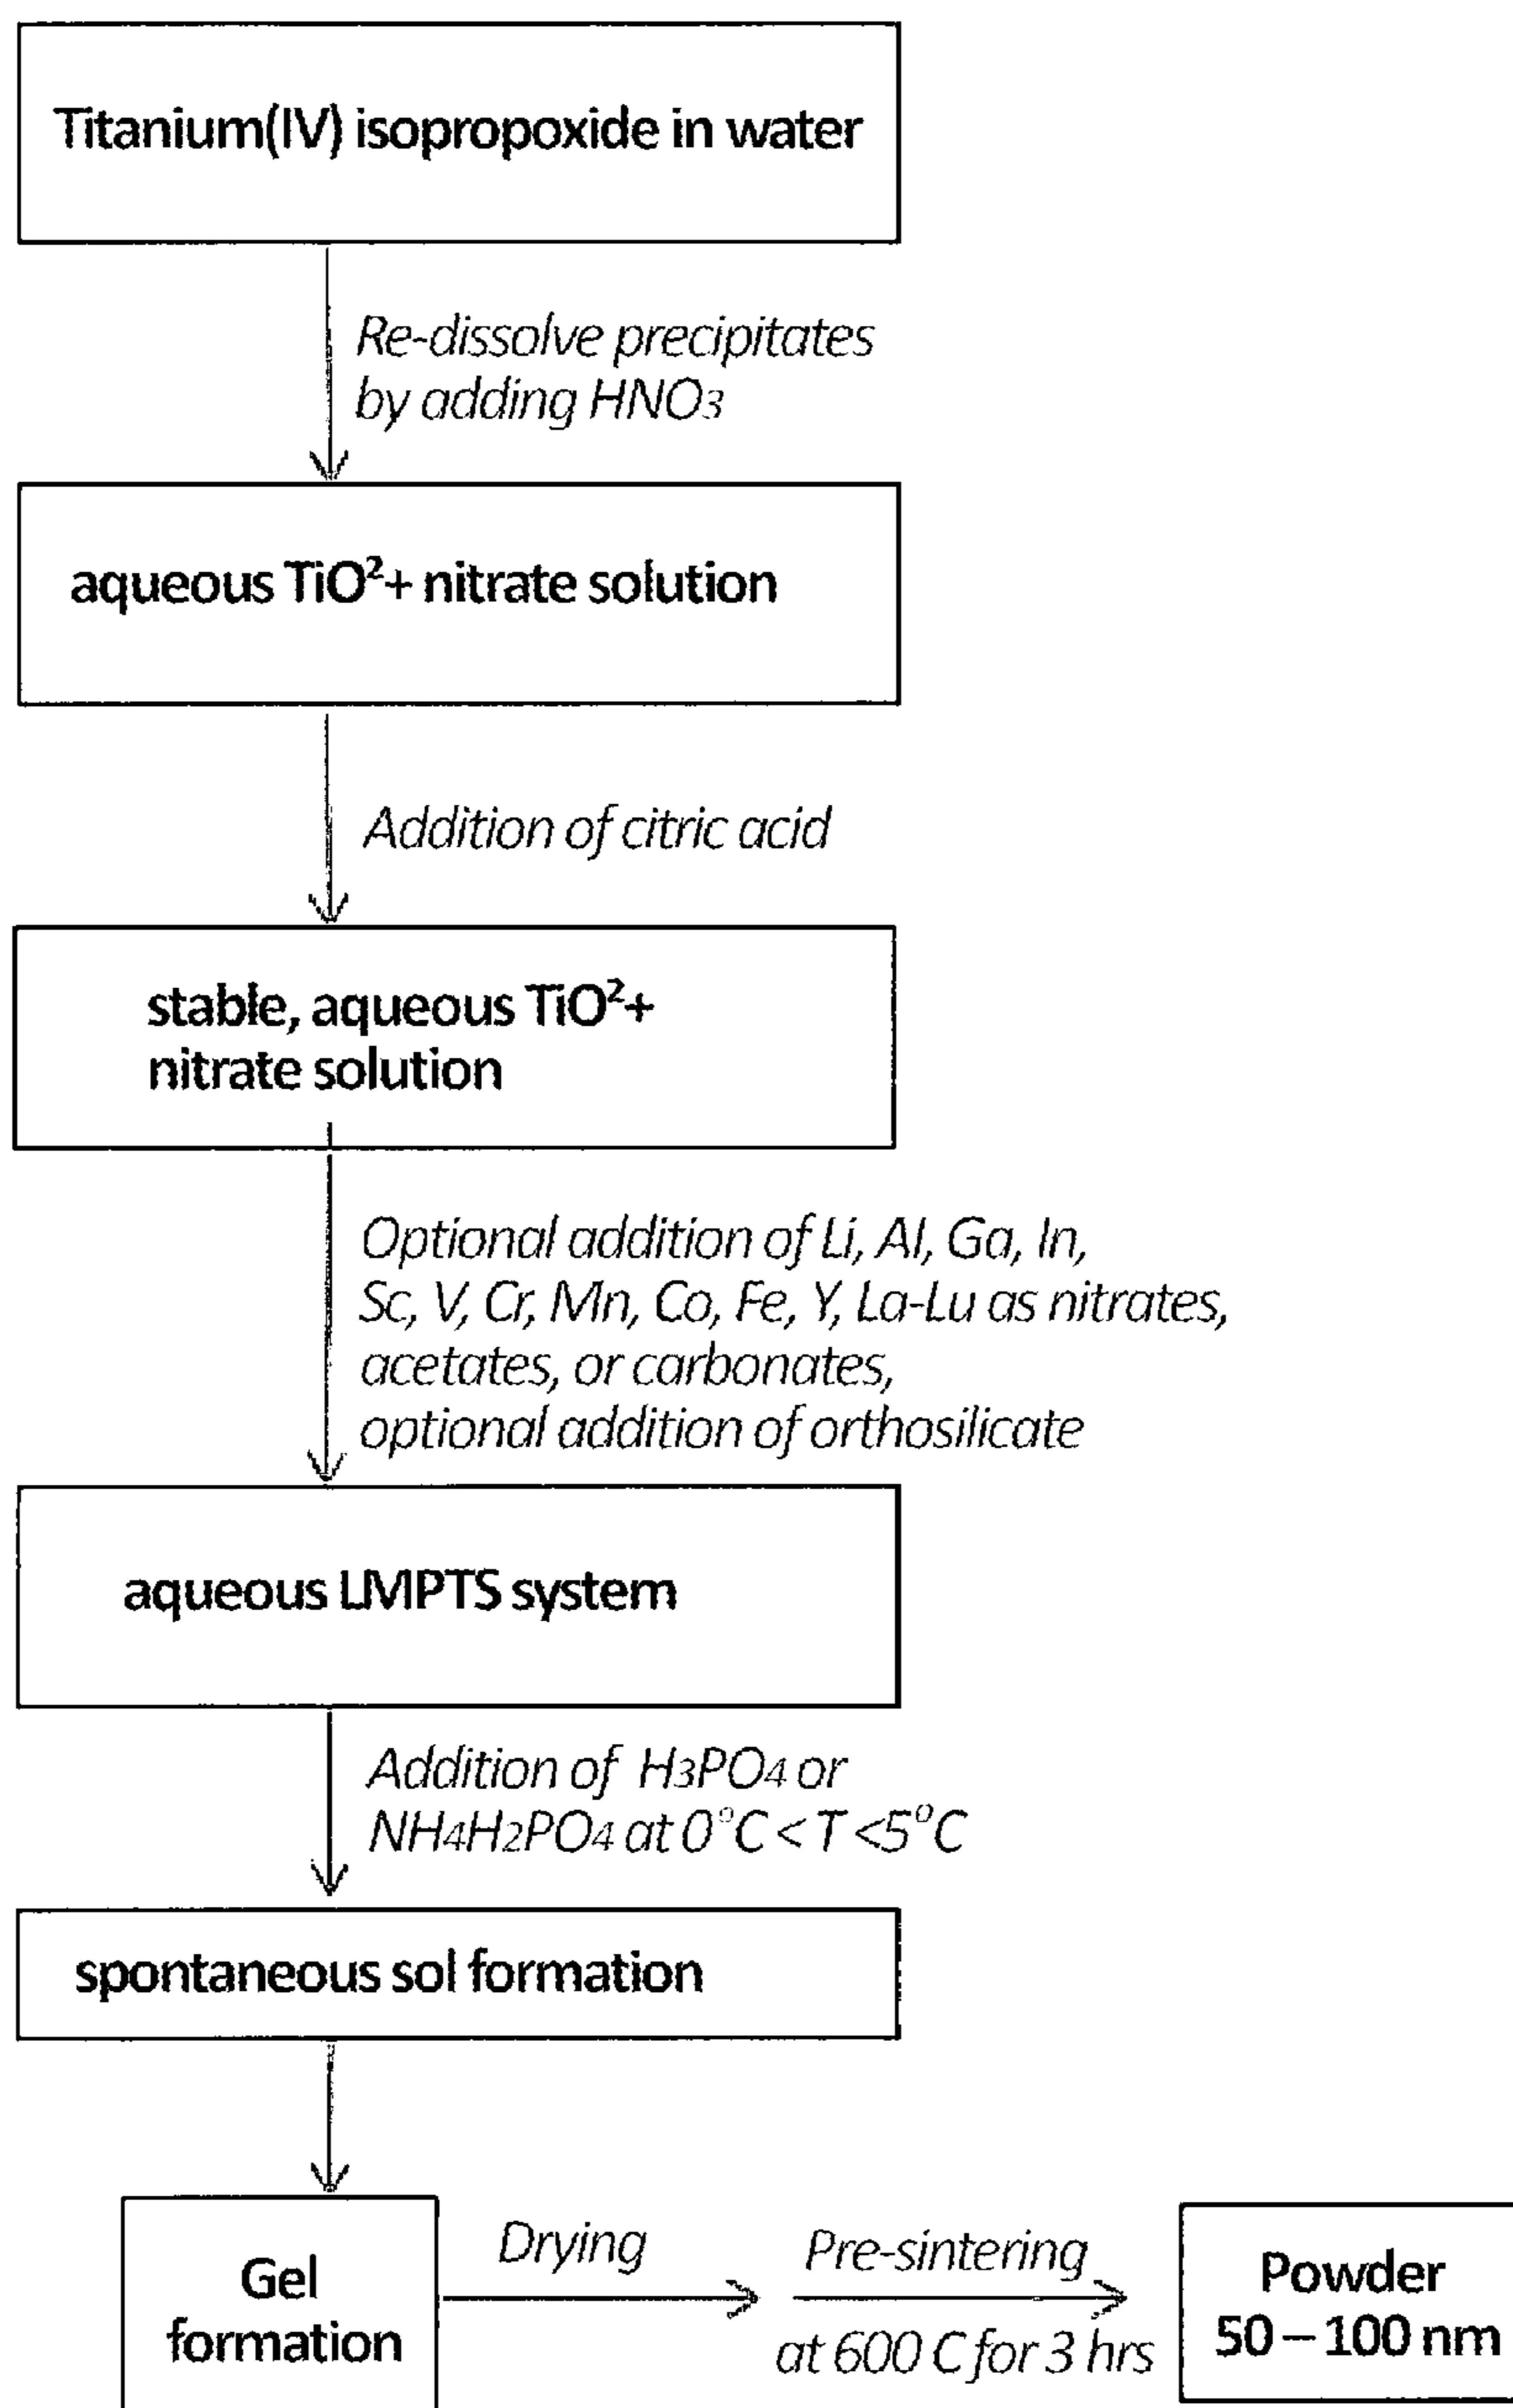 Titanium(IV) isopropoxide in water
Re-dissolve precipitates
by adding HNO₃
aqueous TiO²+ nitrate solution
Addition of citric acid
stable, aqueous TiO²+
nitrate solution
Optional addition of Li, Al, Ga, In,
Sc, V, Cr, Mn, Co, Fe, Y, La-Lu as nitrates,
acetates, or carbonates,
optional addition of orthosilicate
aqueous LMPTS system
Addition of H₃PO₄ or
NH₄H₂PO₄ at 0°C < T <5°C
spontaneous sol formation
Gel
formation
Drying
Pre-sintering
at 600 C for 3 hrs
Powder
50 – 100 nm